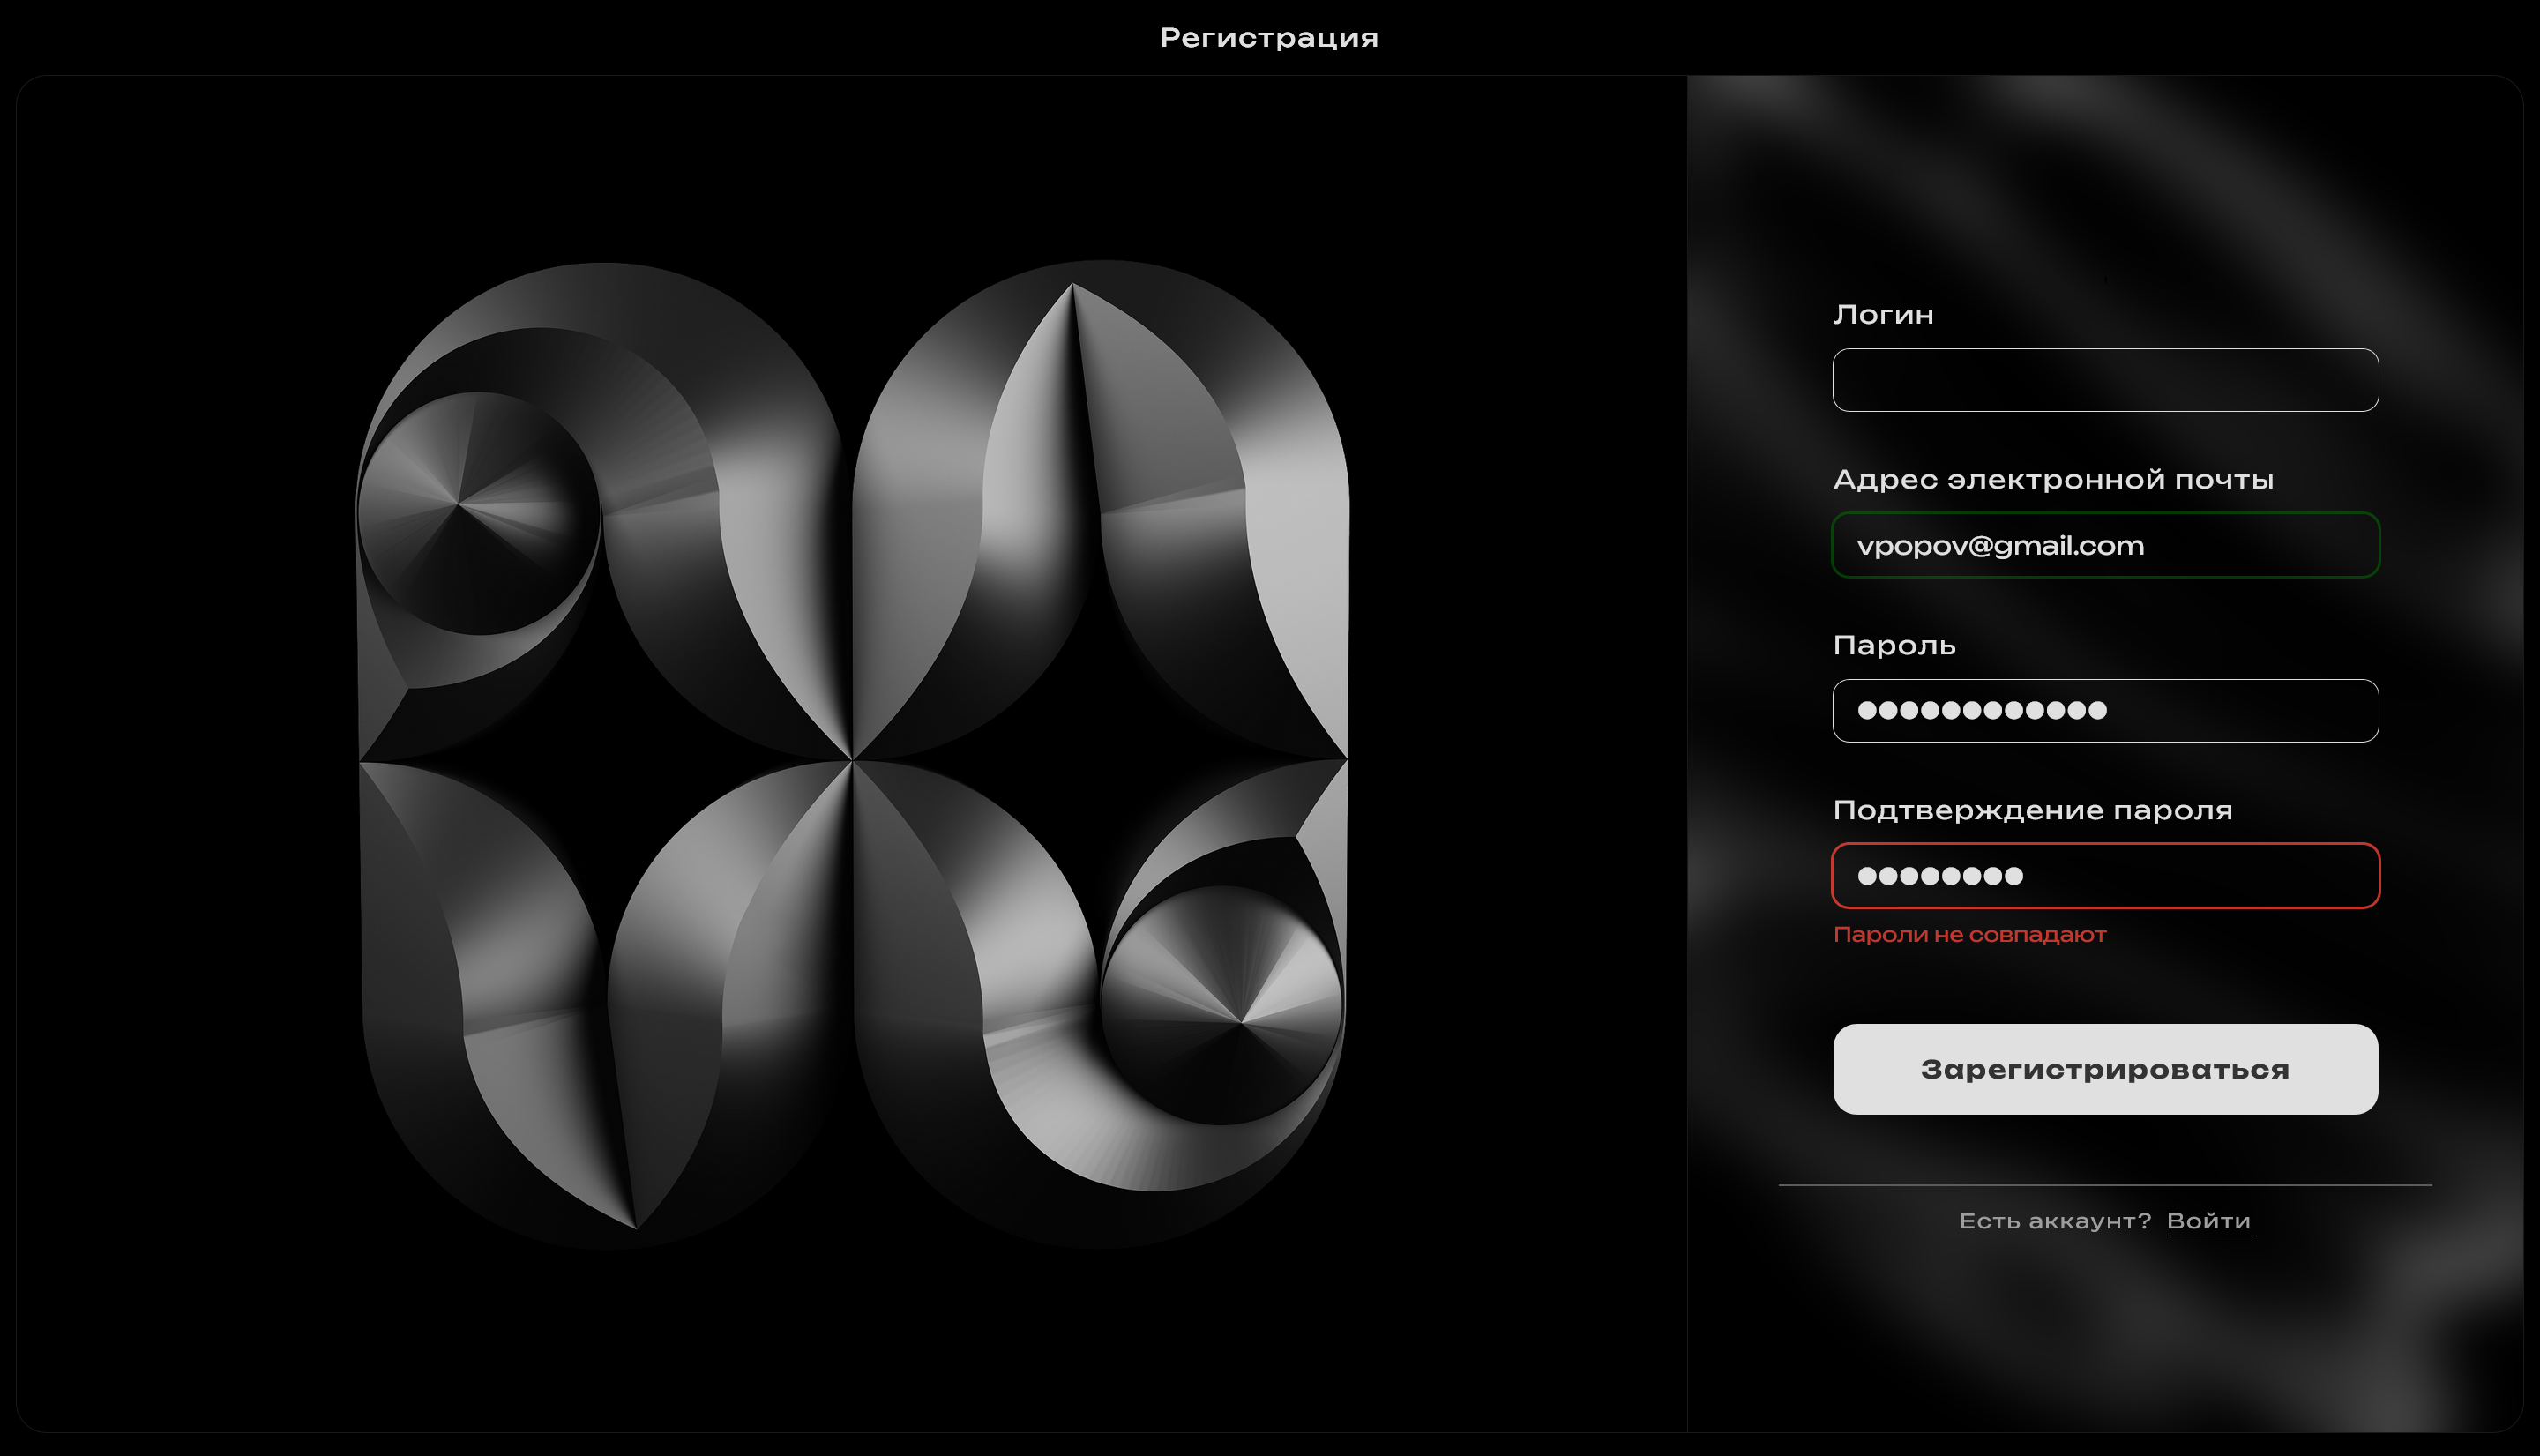 Регистрация
Логин
Адрес электронной почты
vpopov@gmail.com
Пароль
●●●●●●●●●●●●
Подтверждение пароля
●●●●●●●●
Пароли не совпадают
Зарегистрироваться
Есть аккаунт? Войти